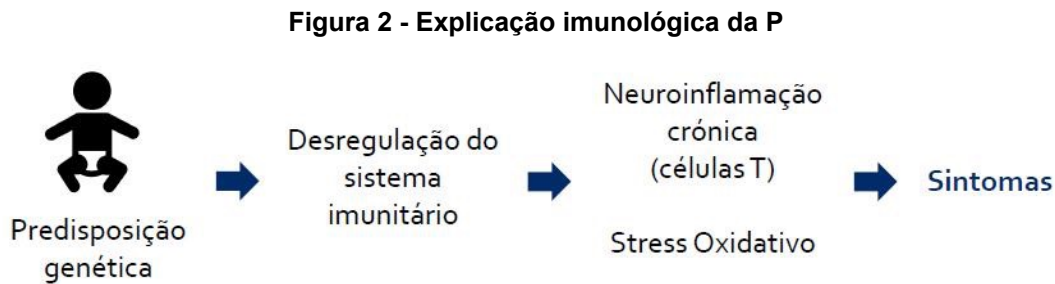 Figura 2 - Explicação imunológica da P
Predisposição
genética
Desregulação do
sistema
imunitário
Neuroinflamação
crónica
(células T)
Stress Oxidativo
Sintomas